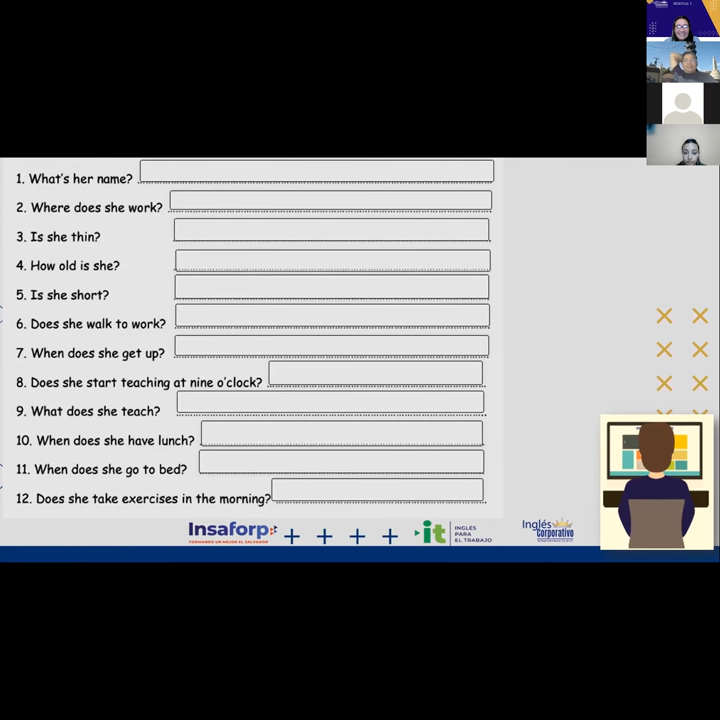 MODULE I
1. What's her name?
2. Where does she work?
3. Is she thin?
4. How old is she?
5. Is she short?
6. Does she walk to work?
7. When does she get up?
8. Does she start teaching at nine o'clock?
9. What does she teach?
10. When does she have lunch?
11. When does she go to bed?
12. Does she take exercises in the morning?
Insaforp
FORMANDO UN MEJOR EL SALVADOR
it
INGLÉS
PARA
EL TRABAJO
Inglés
Corporativo